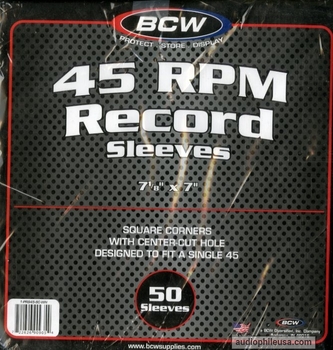 BCW
PROTECT · STORE · DISPLAY
45 RPM
Record
Sleeves
7 1/8" x 7"
SQUARE CORNERS
WITH CENTER CUT HOLE
DESIGNED TO FIT A SINGLE 45
50
Sleeves
BCW
www.bcwsupplies.com
audiophileusa.com